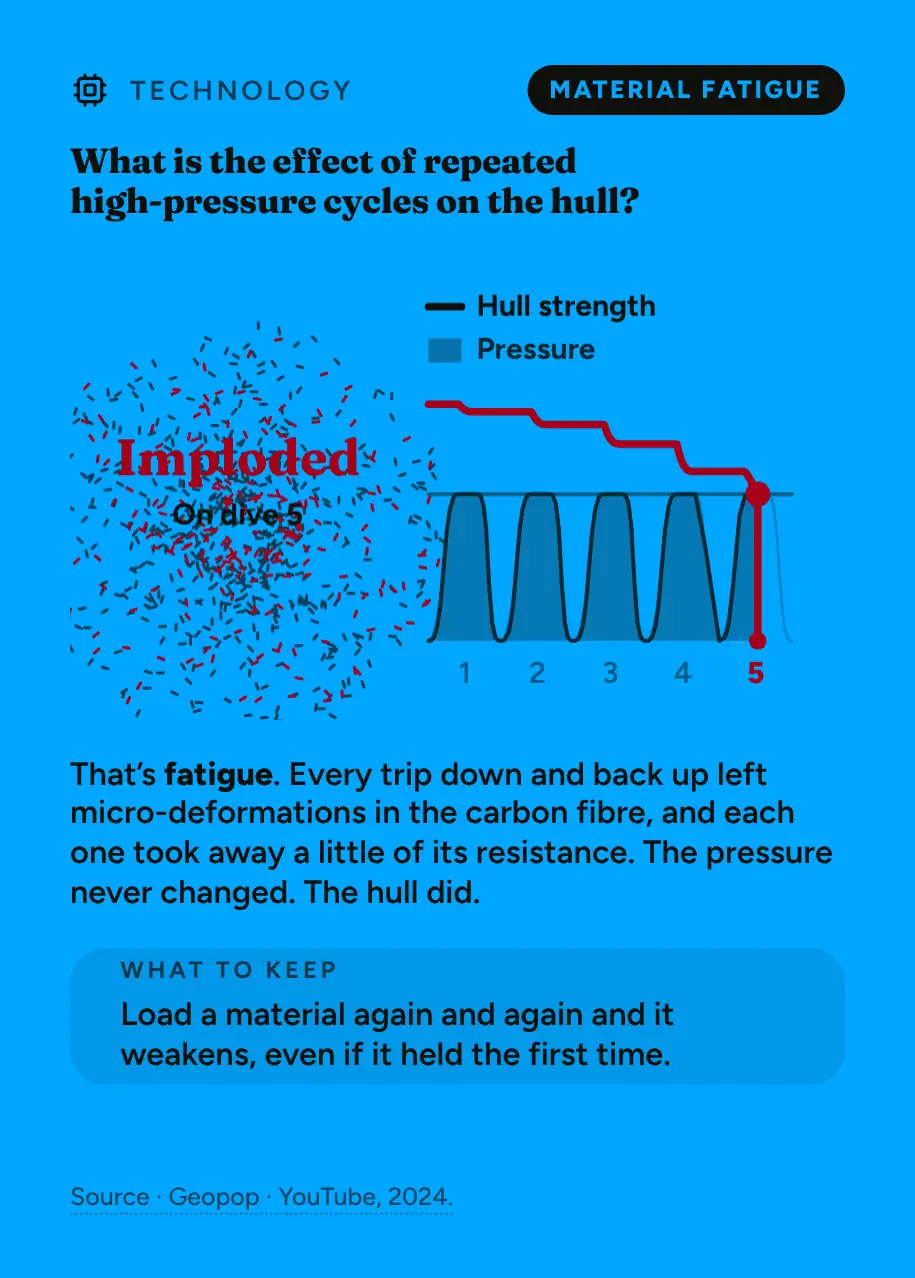 TECHNOLOGY
MATERIAL FATIGUE
What is the effect of repeated
high-pressure cycles on the hull?
Hull strength
Pressure
Imploded
On dive 5
1 2 3 4 5
That's fatigue. Every trip down and back up left
micro-deformations in the carbon fibre, and each
one took away a little of its resistance. The pressure
never changed. The hull did.
WHAT TO KEEP
Load a material again and again and it
weakens, even if it held the first time.
Source · Geopop · YouTube, 2024.